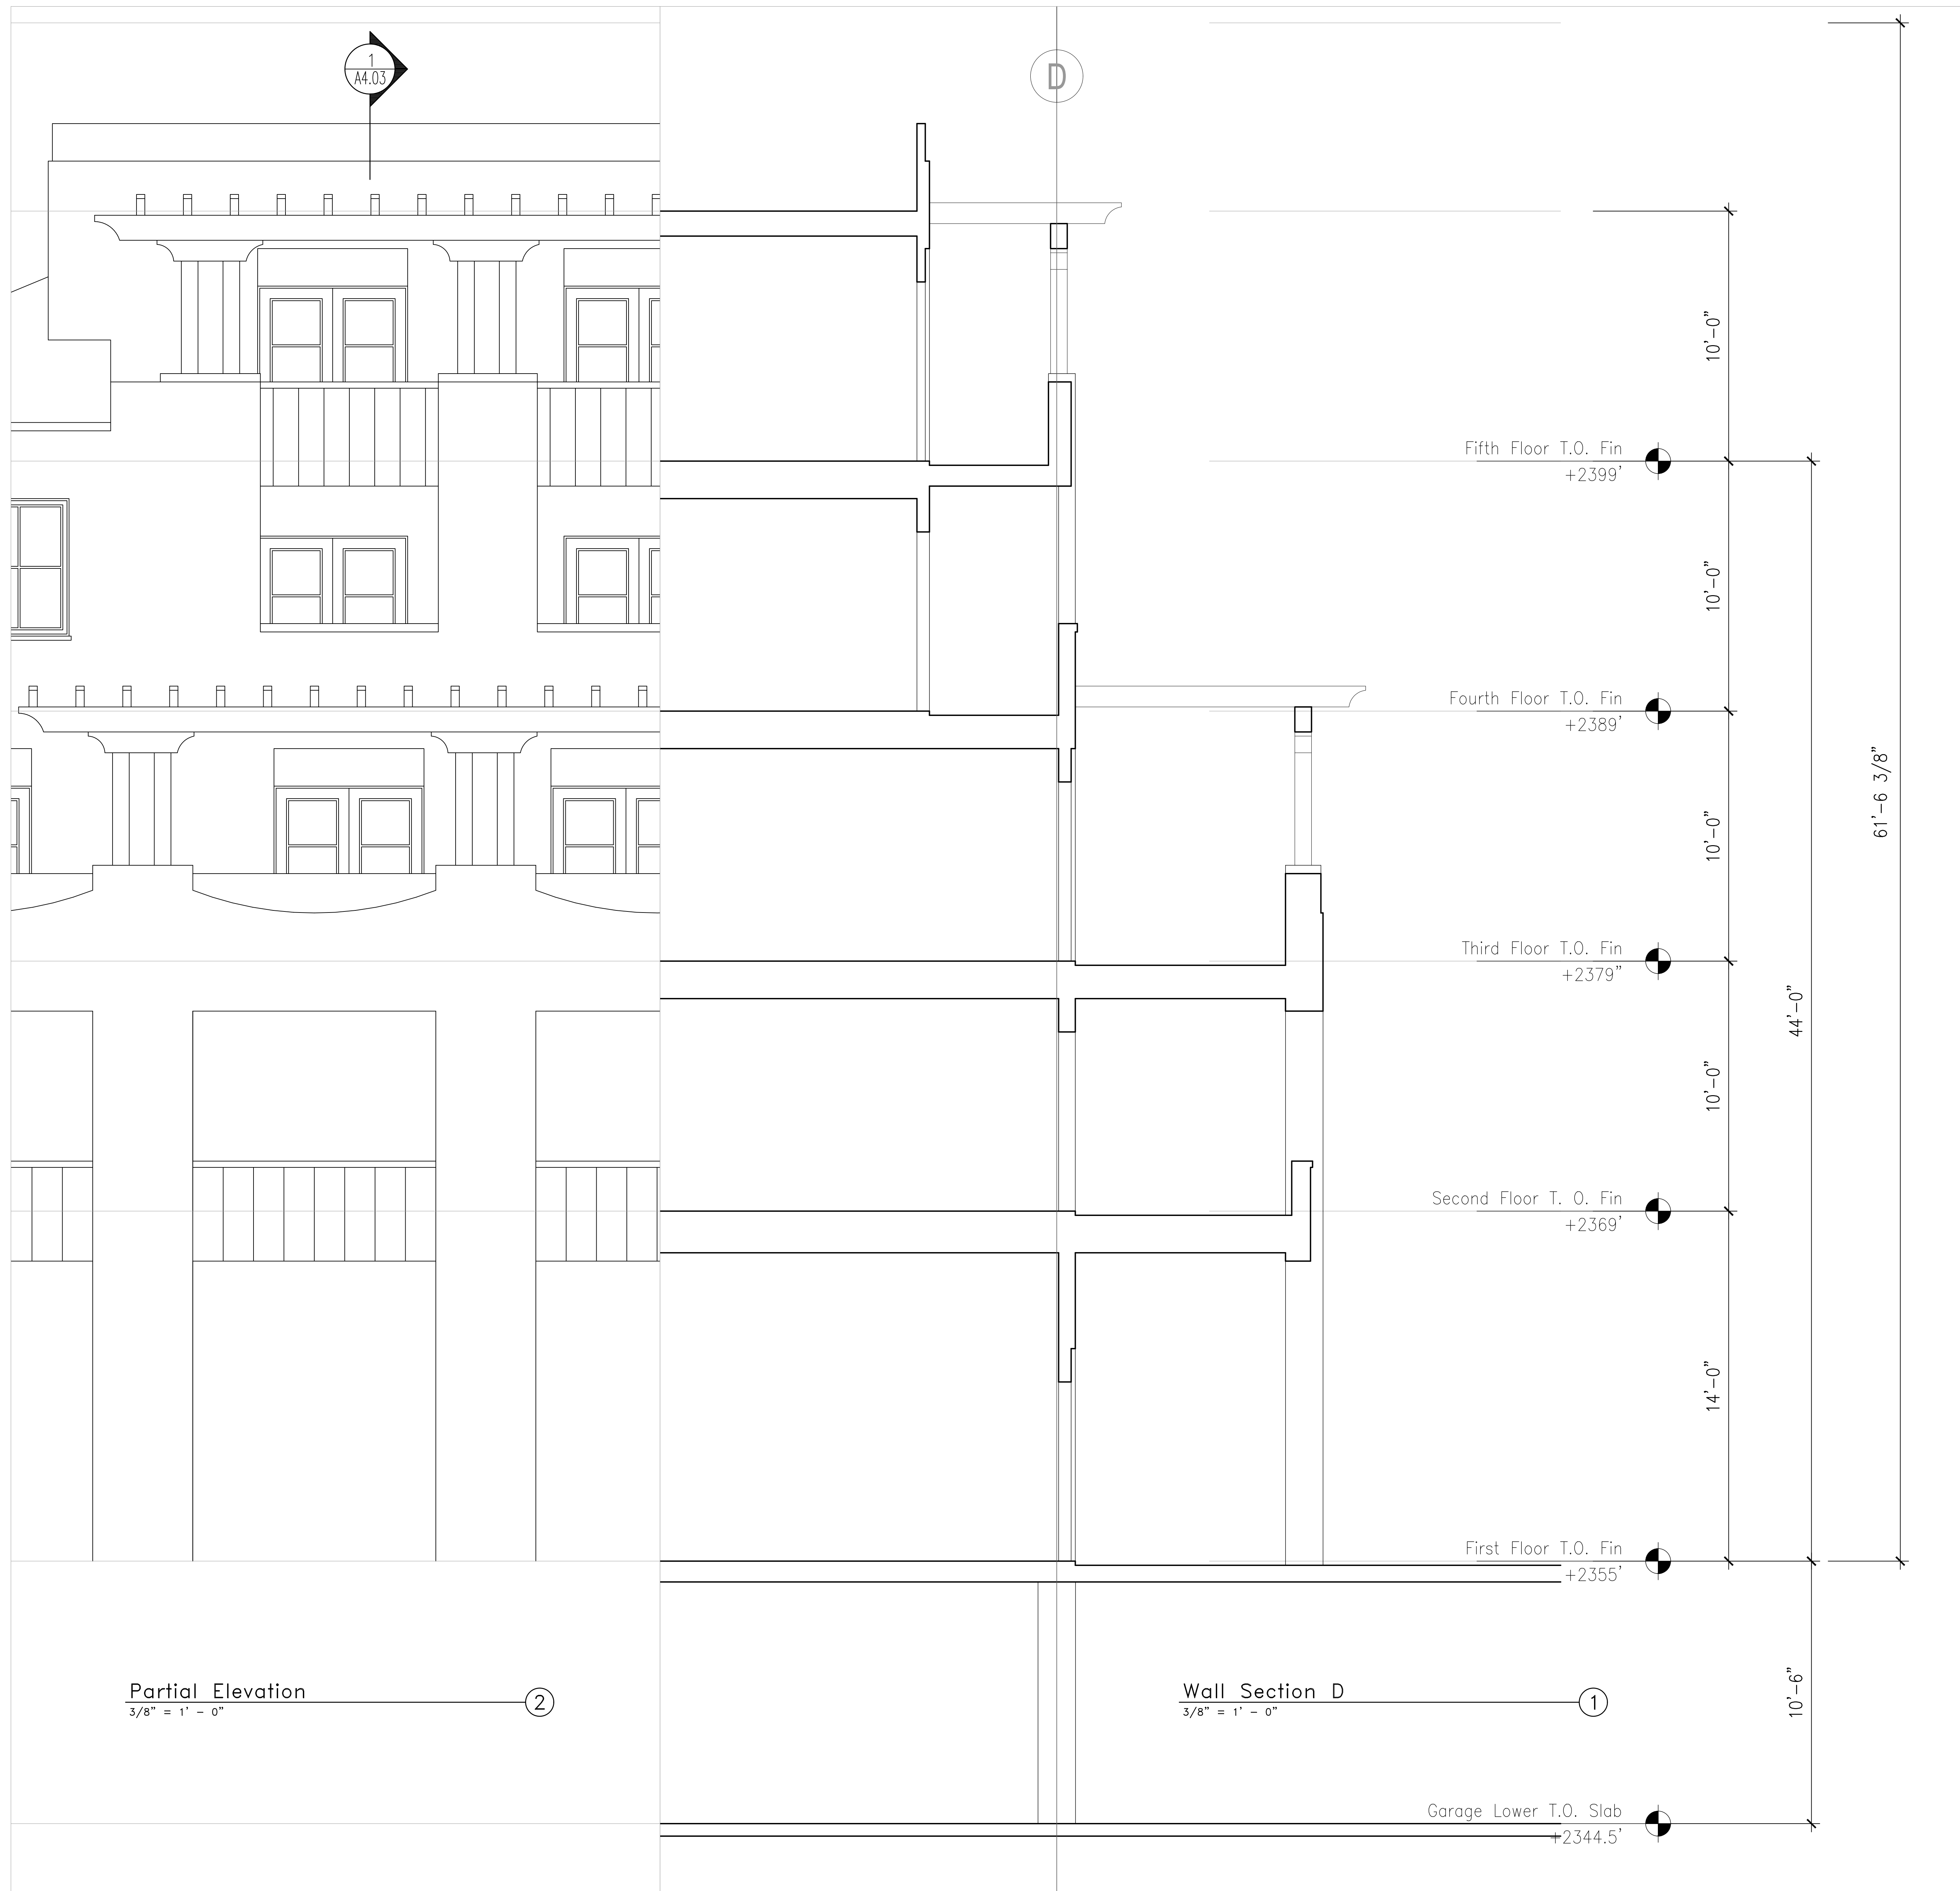 1
A4.03
D
10'-0"
Fifth Floor T.O. Fin
+2399'
10'-0"
Fourth Floor T.O. Fin
+2389'
61'-6 3/8"
10'-0"
Third Floor T.O. Fin
+2379"
44'-0"
10'-0"
Second Floor T. O. Fin
+2369'
14'-0"
First Floor T.O. Fin
+2355'
Partial Elevation
3/8" = 1' - 0"
2
Wall Section D
3/8" = 1' - 0"
1
10'-6"
Garage Lower T.O. Slab
+2344.5'